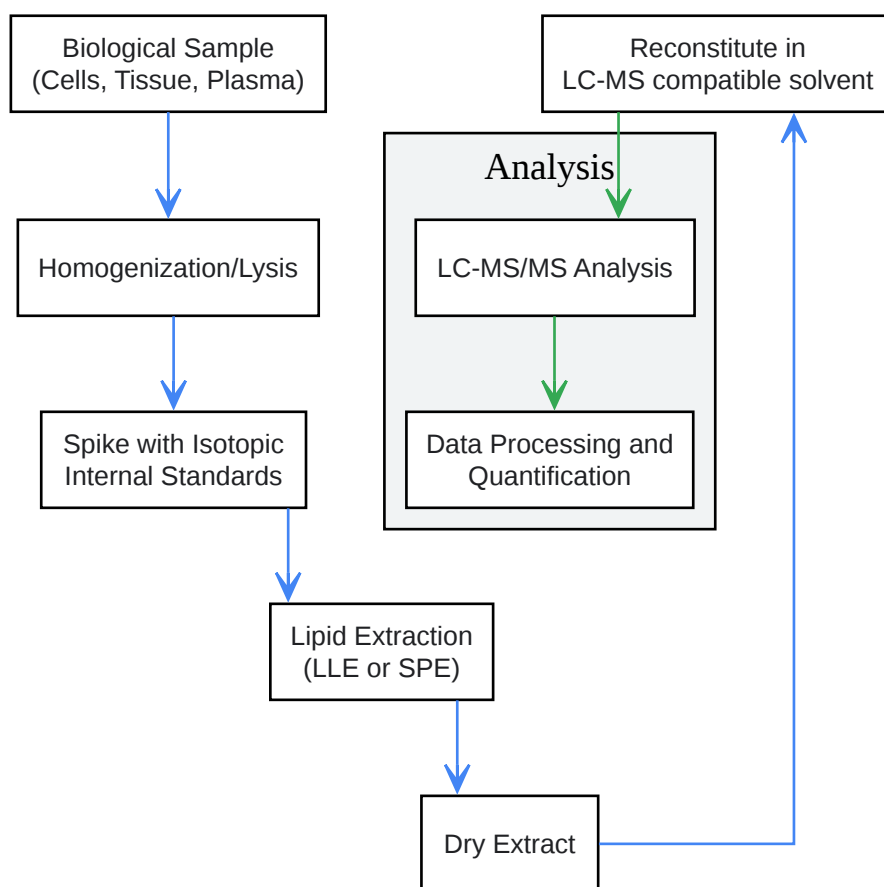 Biological Sample
(Cells, Tissue, Plasma)
Reconstitute in
LC-MS compatible solvent
Analysis
Homogenization/Lysis
LC-MS/MS Analysis
Spike with Isotopic
Internal Standards
Data Processing and
Quantification
Lipid Extraction
(LLE or SPE)
Dry Extract